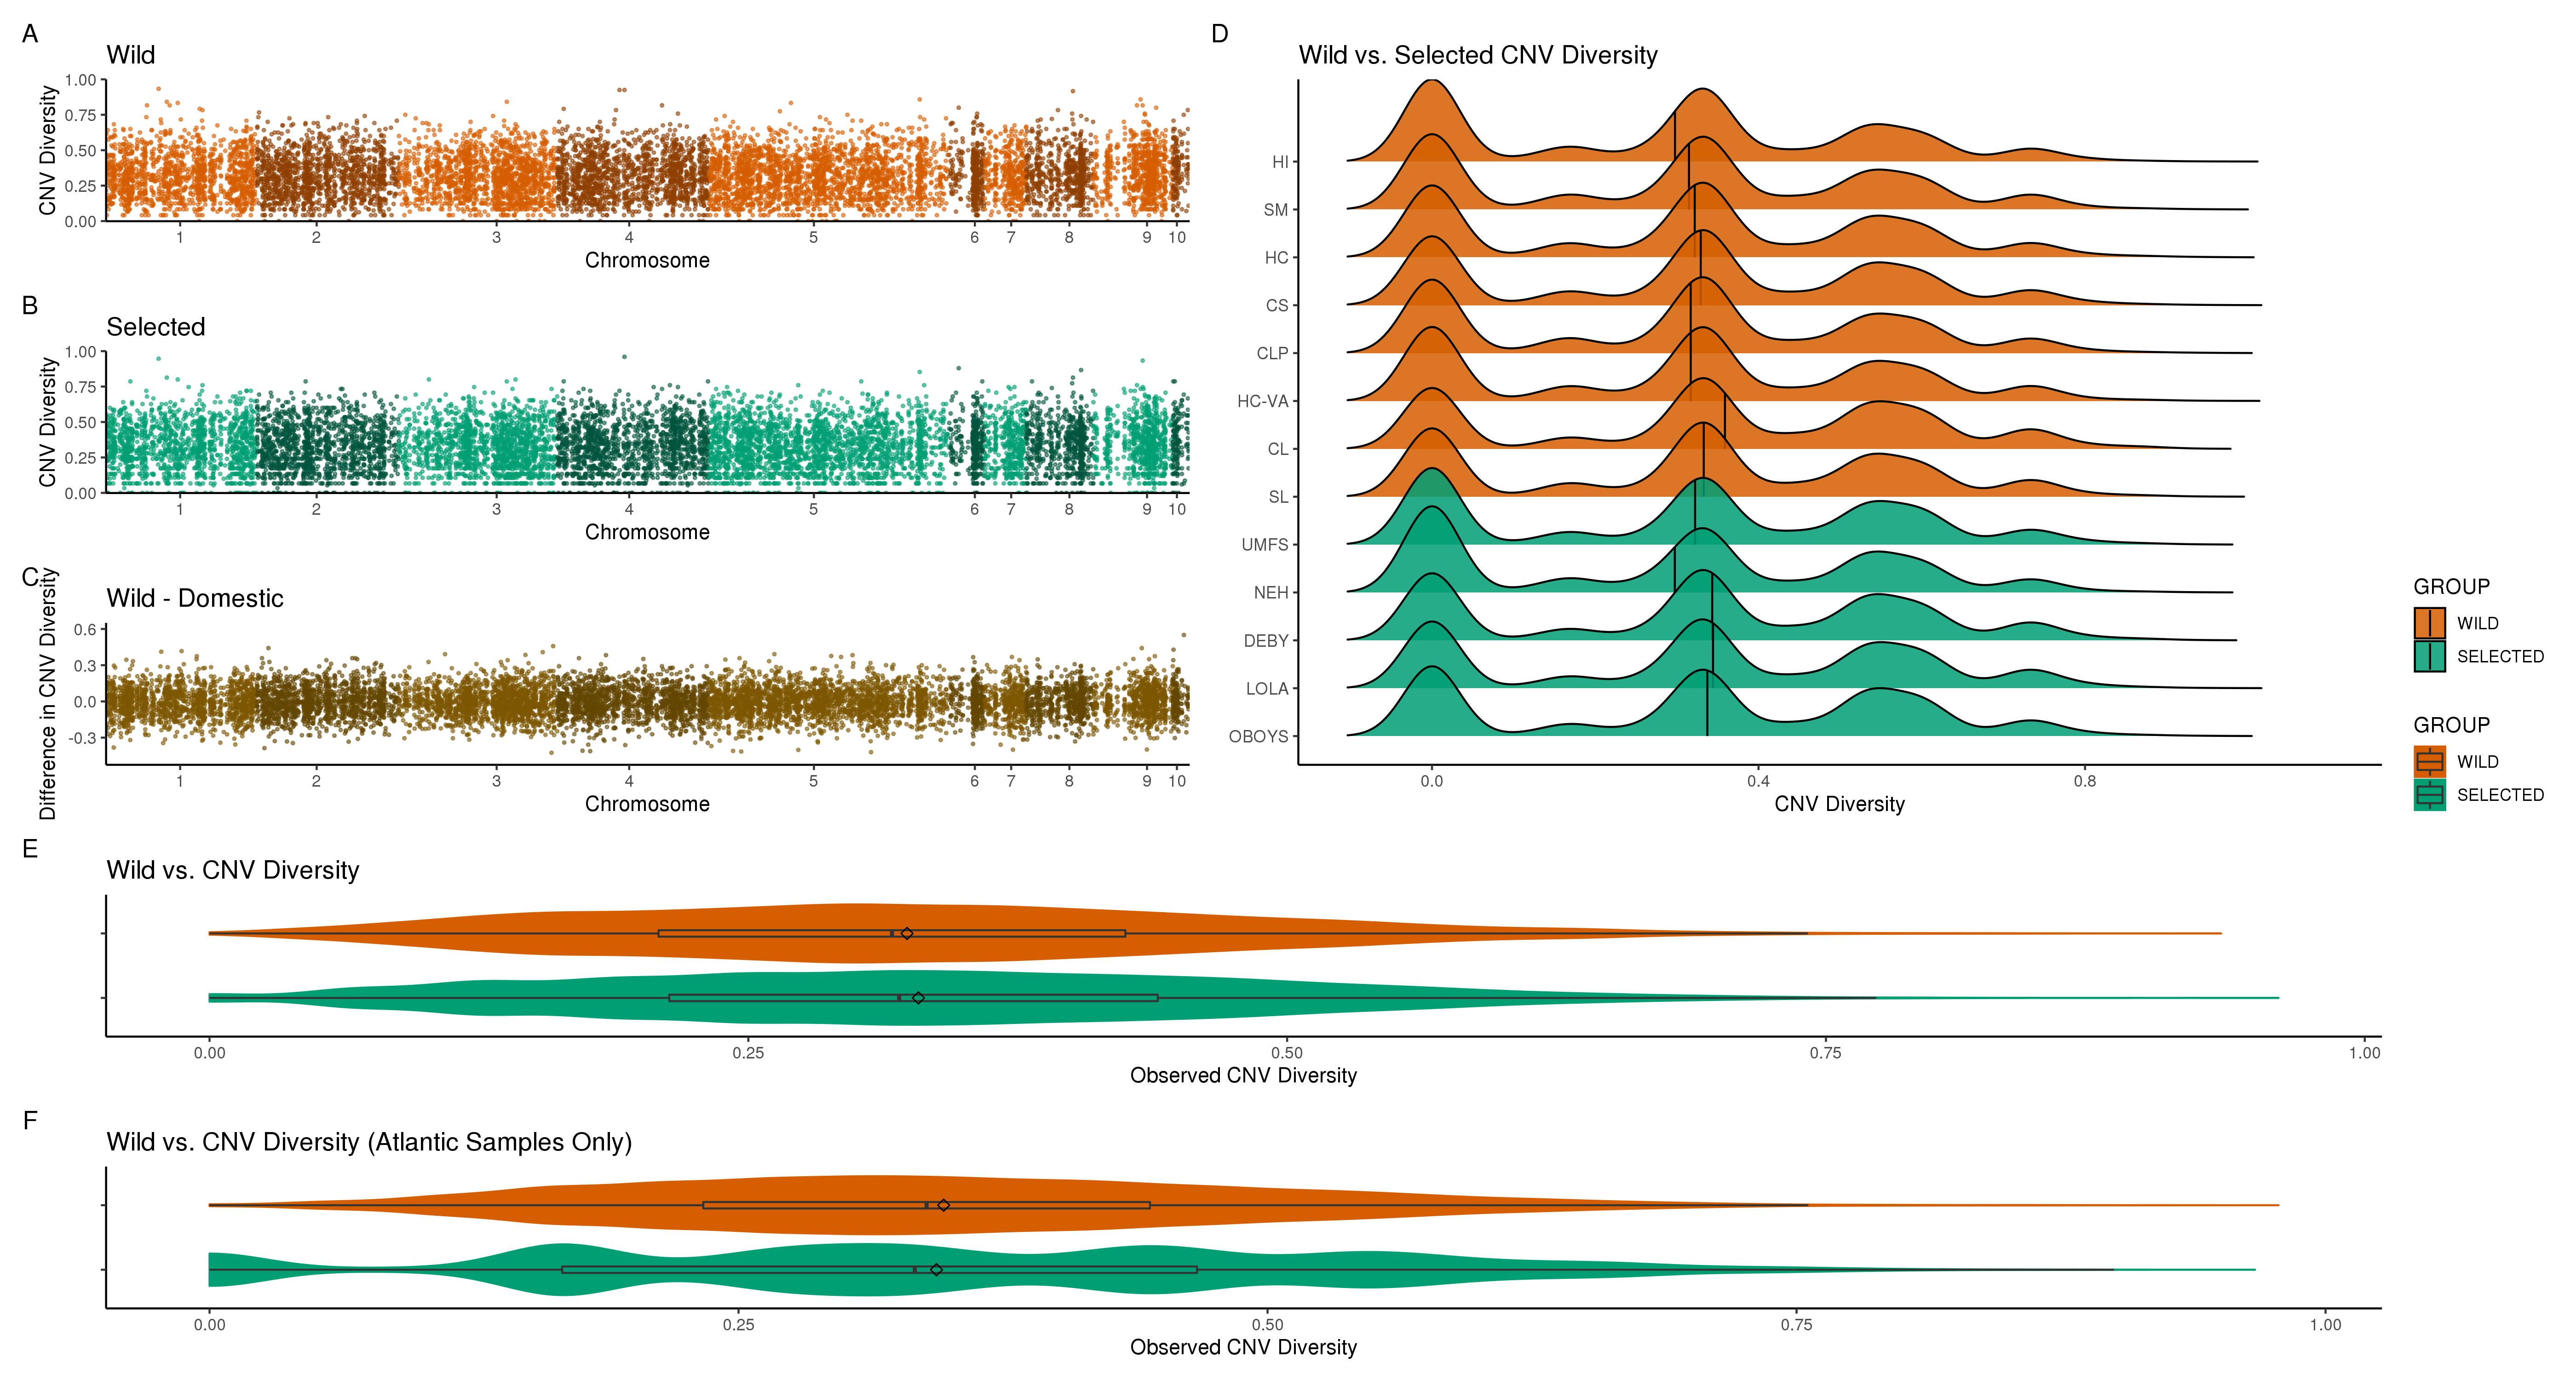 A
Wild
CNV Diversity
1.00
0.75
0.50
0.25
0.00
1 2 3 4 5 6 7 8 9 10
Chromosome
B
Selected
CNV Diversity
1.00
0.75
0.50
0.25
0.00
1 2 3 4 5 6 7 8 9 10
Chromosome
C
Wild - Domestic
Difference in CNV Diversity
0.6
0.3
0.0
-0.3
1 2 3 4 5 6 7 8 9 10
Chromosome
D
Wild vs. Selected CNV Diversity
HI
SM
HC
CS
CLP
HC-VA
CL
SL
UMFS
NEH
DEBY
LOLA
OBOYS
0.0 0.4 0.8
CNV Diversity
GROUP
WILD
SELECTED
GROUP
WILD
SELECTED
E
Wild vs. CNV Diversity
0.00 0.25 0.50 0.75 1.00
Observed CNV Diversity
F
Wild vs. CNV Diversity (Atlantic Samples Only)
0.00 0.25 0.50 0.75 1.00
Observed CNV Diversity